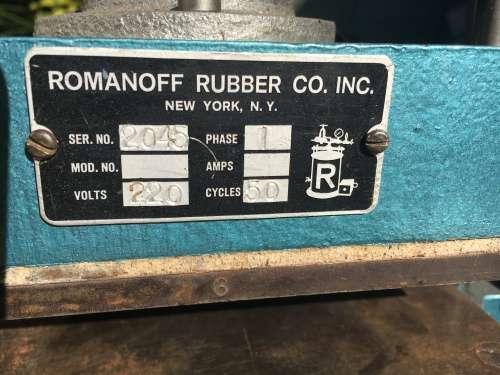 ROMANOFF RUBBER CO. INC.
NEW YORK, N. Y.
SER. NO. 2045 PHASE 1
MOD. NO. AMPS
VOLTS 220 CYCLES 50
R
6